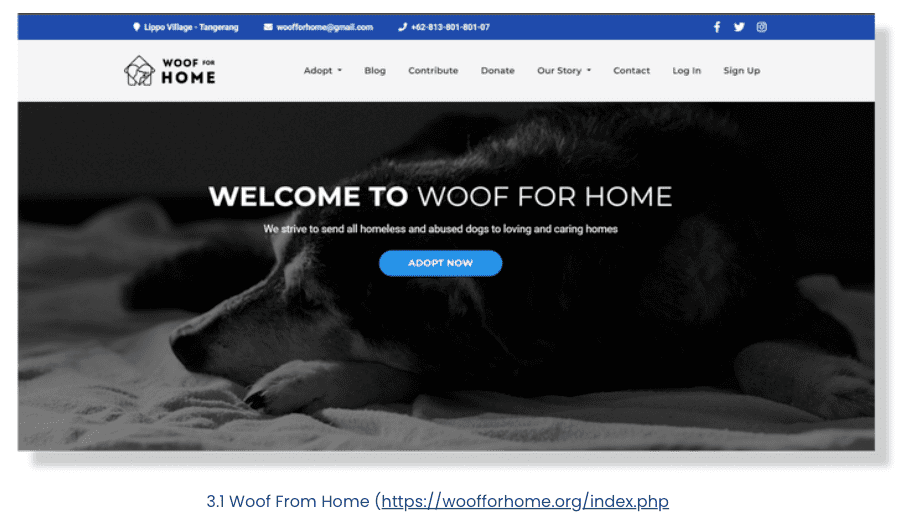 Lippo Village - Tangerang woofforhome@gmail.com +62-813-801-801-07
WOOF FOR
HOME
Adopt Blog Contribute Donate Our Story Contact Log In Sign Up
WELCOME TO WOOF FOR HOME
We strive to send all homeless and abused dogs to loving and caring homes
ADOPT NOW
3.1 Woof From Home (https://woofforhome.org/index.php